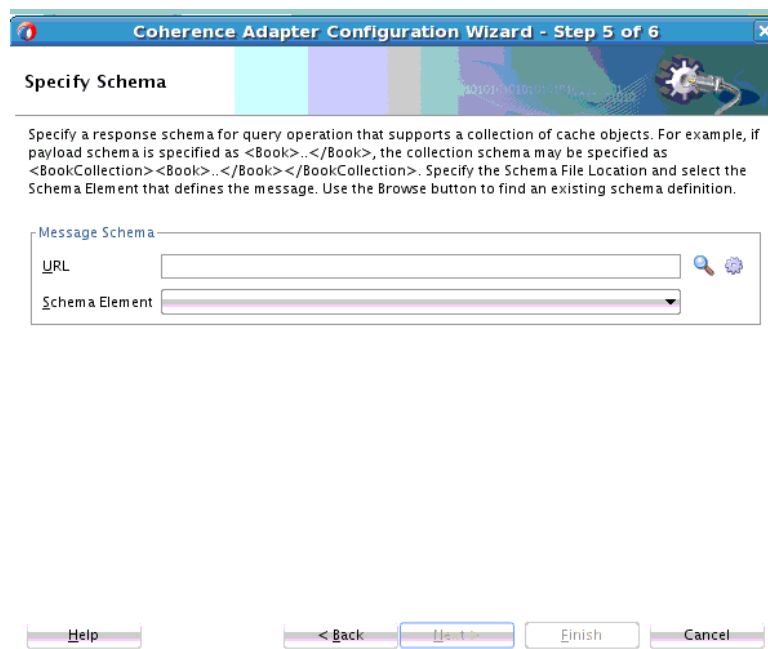 Coherence Adapter Configuration Wizard - Step 5 of 6
Specify Schema
Specify a response schema for query operation that supports a collection of cache objects. For example, if
payload schema is specified as <Book>..</Book>, the collection schema may be specified as
<BookCollection><Book>..</Book></BookCollection>. Specify the Schema File Location and select the
Schema Element that defines the message. Use the Browse button to find an existing schema definition.
Message Schema
URL
Schema Element
Help
< Back
Next >
Finish
Cancel